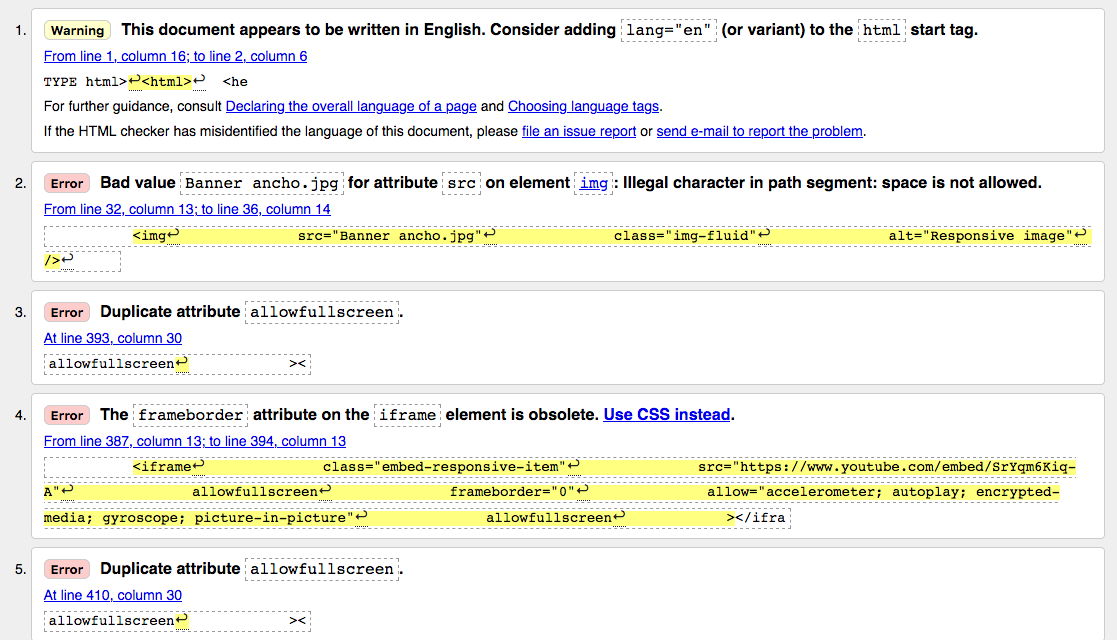 1. Warning This document appears to be written in English. Consider adding lang="en" (or variant) to the html start tag.
From line 1, column 16; to line 2, column 6
TYPE html>↩<html>↩ <he
For further guidance, consult Declaring the overall language of a page and Choosing language tags.
If the HTML checker has misidentified the language of this document, please file an issue report or send e-mail to report the problem.
2. Error Bad value Banner ancho.jpg for attribute src on element img: Illegal character in path segment: space is not allowed.
From line 32, column 13; to line 36, column 14
<img↩ src="Banner ancho.jpg"↩ class="img-fluid"↩ alt="Responsive image"↩
/>↩
3. Error Duplicate attribute allowfullscreen.
At line 393, column 30
allowfullscreen↩ ><
4. Error The frameborder attribute on the iframe element is obsolete. Use CSS instead.
From line 387, column 13; to line 394, column 13
<iframe↩ class="embed-responsive-item"↩ src="https://www.youtube.com/embed/SrYqm6Kiq-
A"↩ allowfullscreen↩ frameborder="0"↩ allow="accelerometer; autoplay; encrypted-
media; gyroscope; picture-in-picture"↩ allowfullscreen↩ ></ifra
5. Error Duplicate attribute allowfullscreen.
At line 410, column 30
allowfullscreen↩ ><